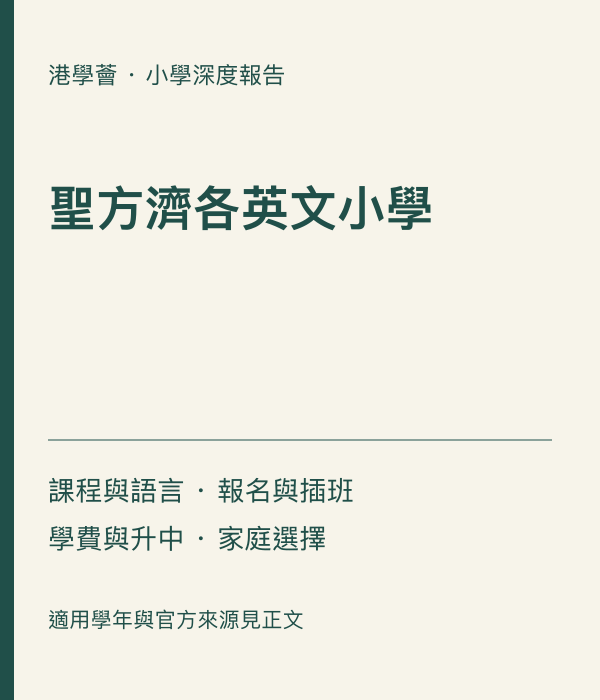 港學薈 · 小學深度報告
聖方濟各英文小學
課程與語言 · 報名與插班
學費與升中 · 家庭選擇
適用學年與官方來源見正文